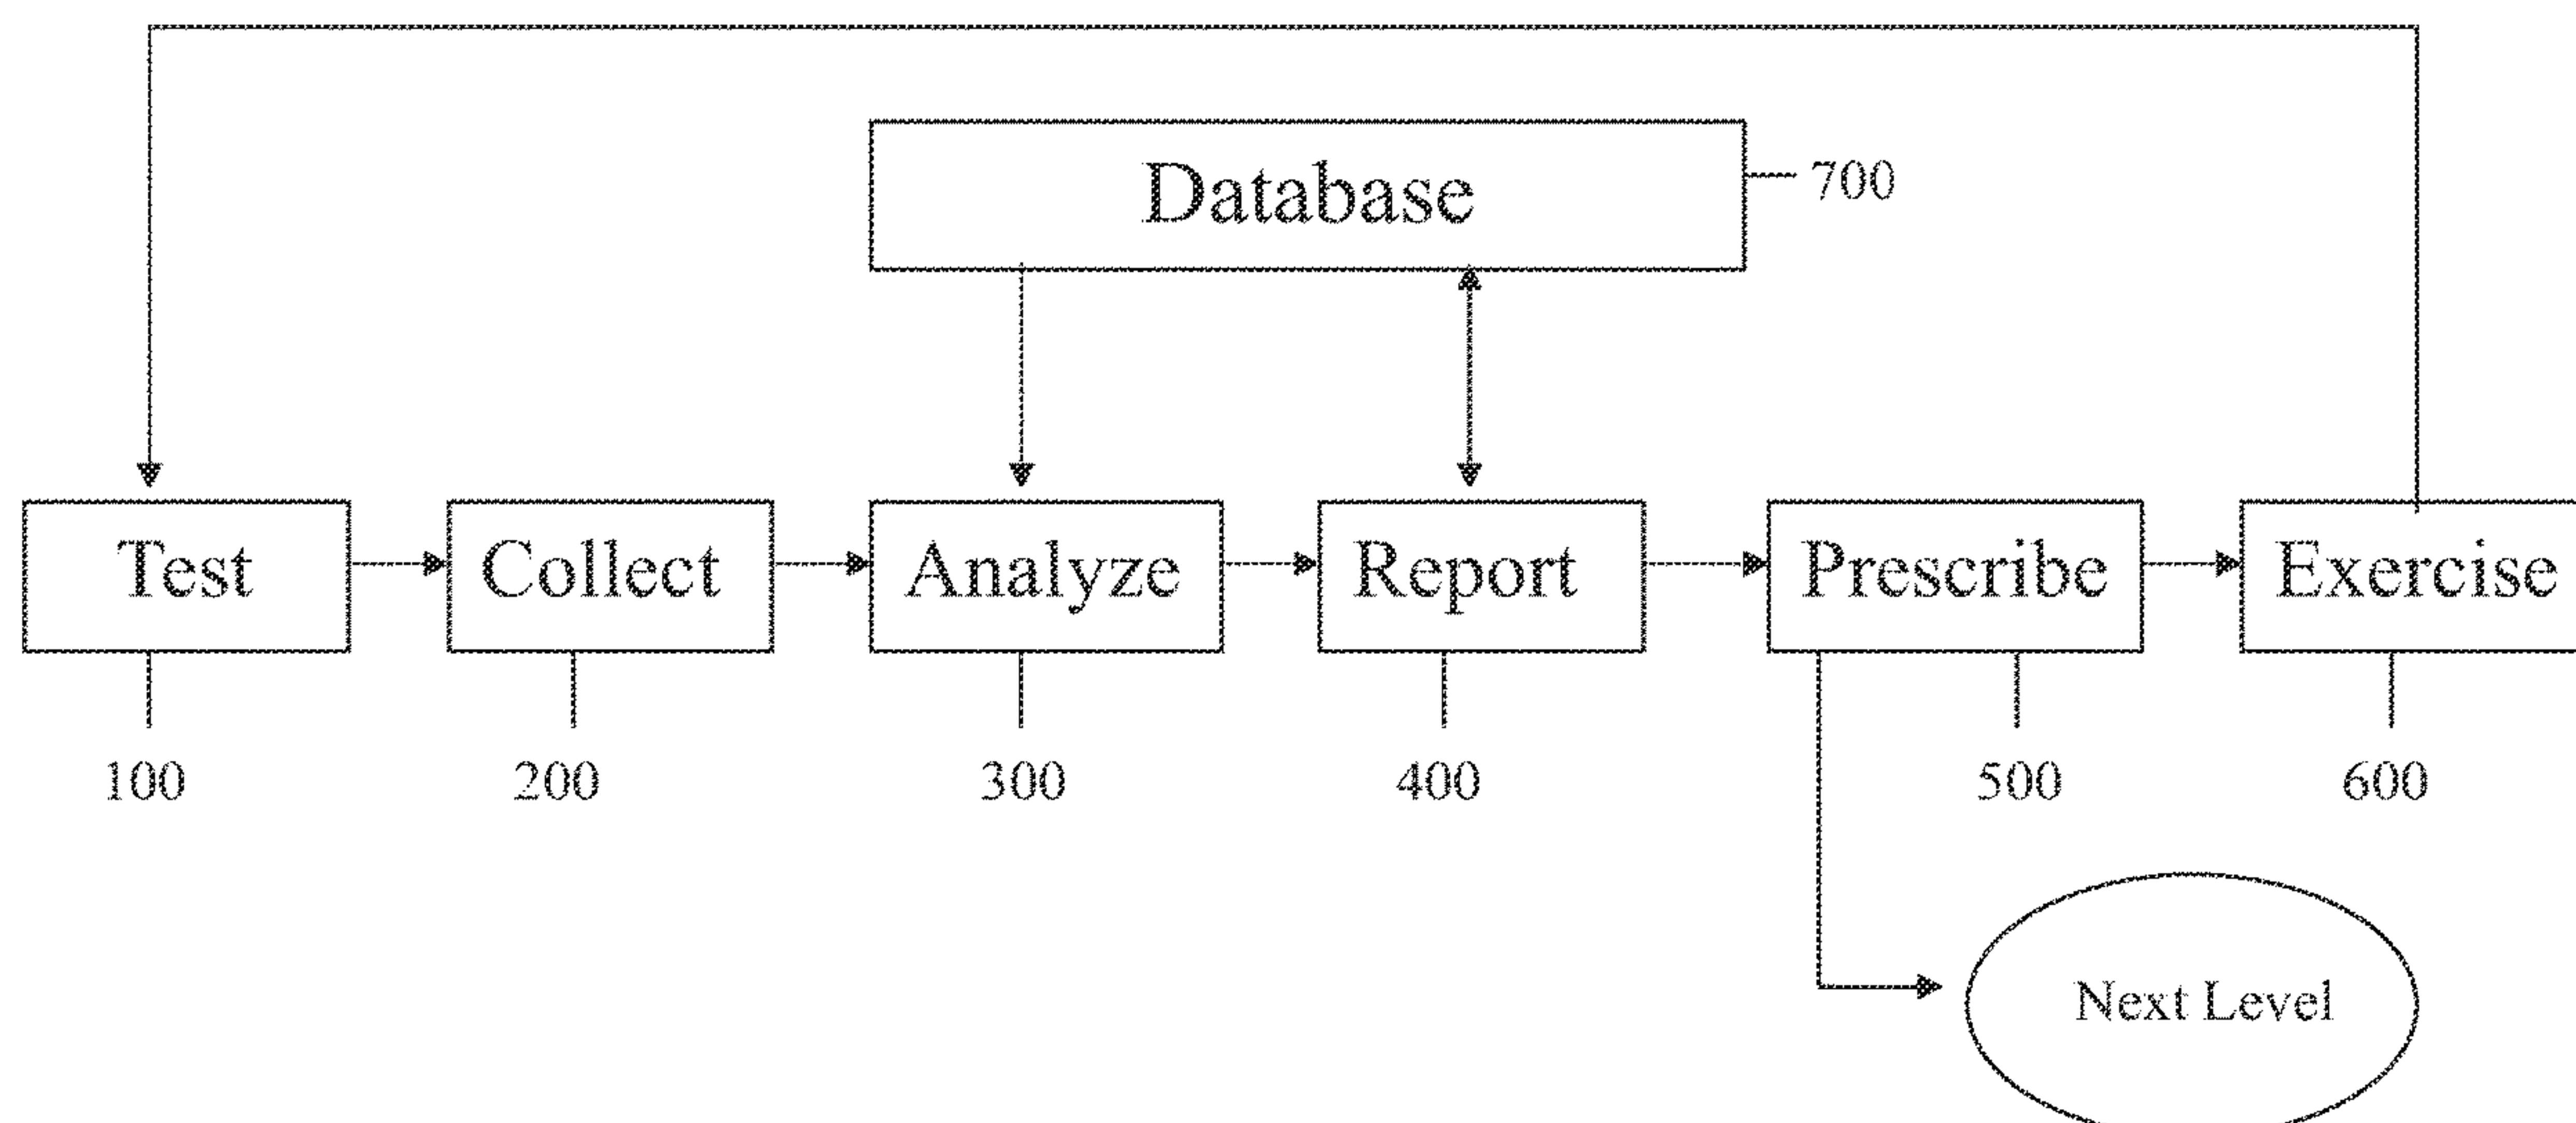 Database
700
Test
Collect
Analyze
Report
Prescribe
Exercise
100
200
300
400
500
600
Next Level